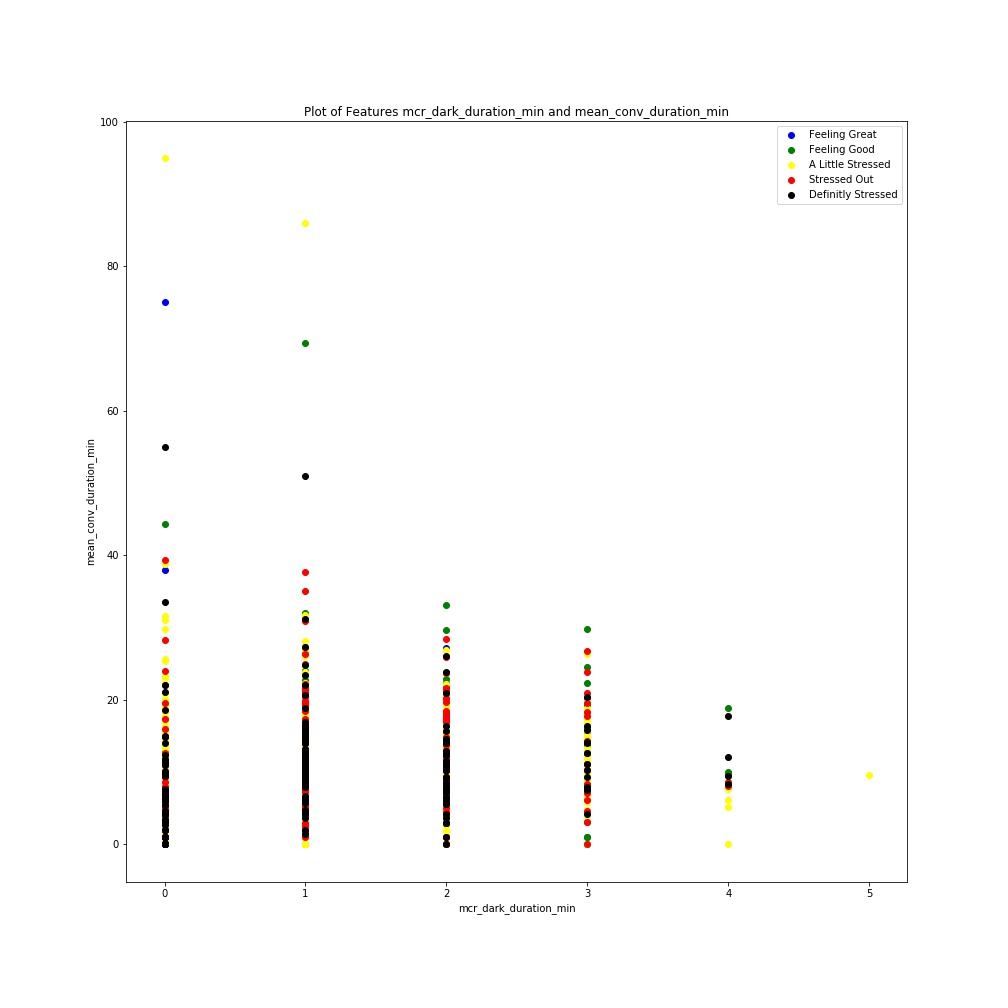 Plot of Features mcr_dark_duration_min and mean_conv_duration_min
100
80
60
40
20
0
mean_conv_duration_min
Feeling Great
Feeling Good
A Little Stressed
Stressed Out
Definitly Stressed
0 1 2 3 4 5
mcr_dark_duration_min